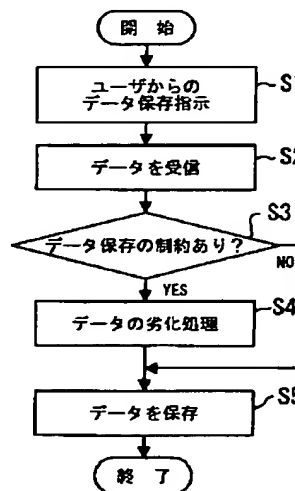 開始
ユーザからの
データ保存指示
S1
データを受信
S2
データ保存の制約あり?
S3
NO
YES
データの劣化処理
S4
データを保存
S5
終了